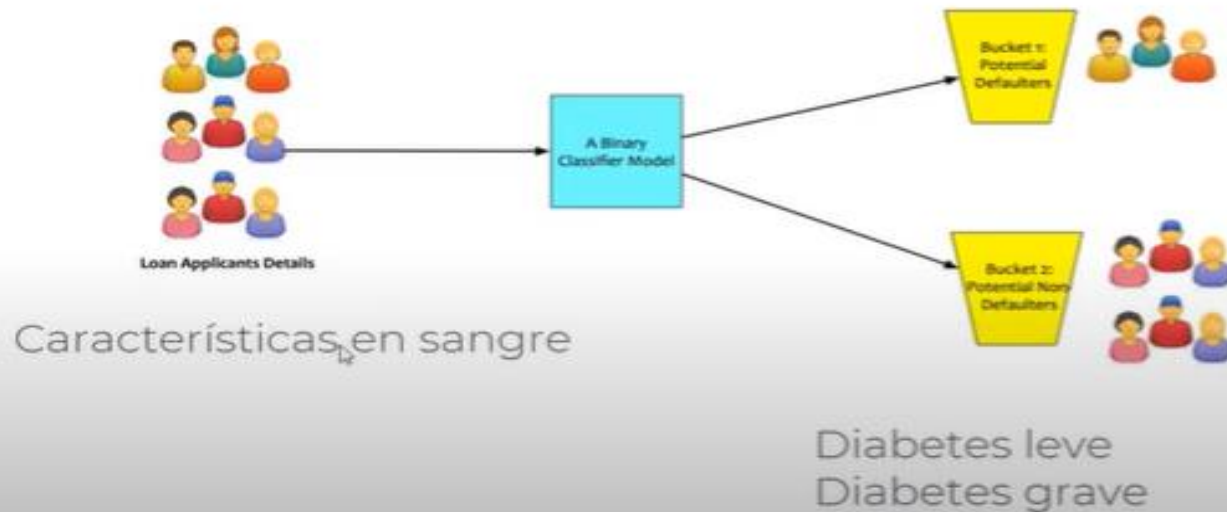 Bucket 1:
Potential
Defaulters
A Binary
Classifier Model
Loan Applicants Details
Bucket 2:
Potential Non-
Defaulters
Características en sangre
Diabetes leve
Diabetes grave